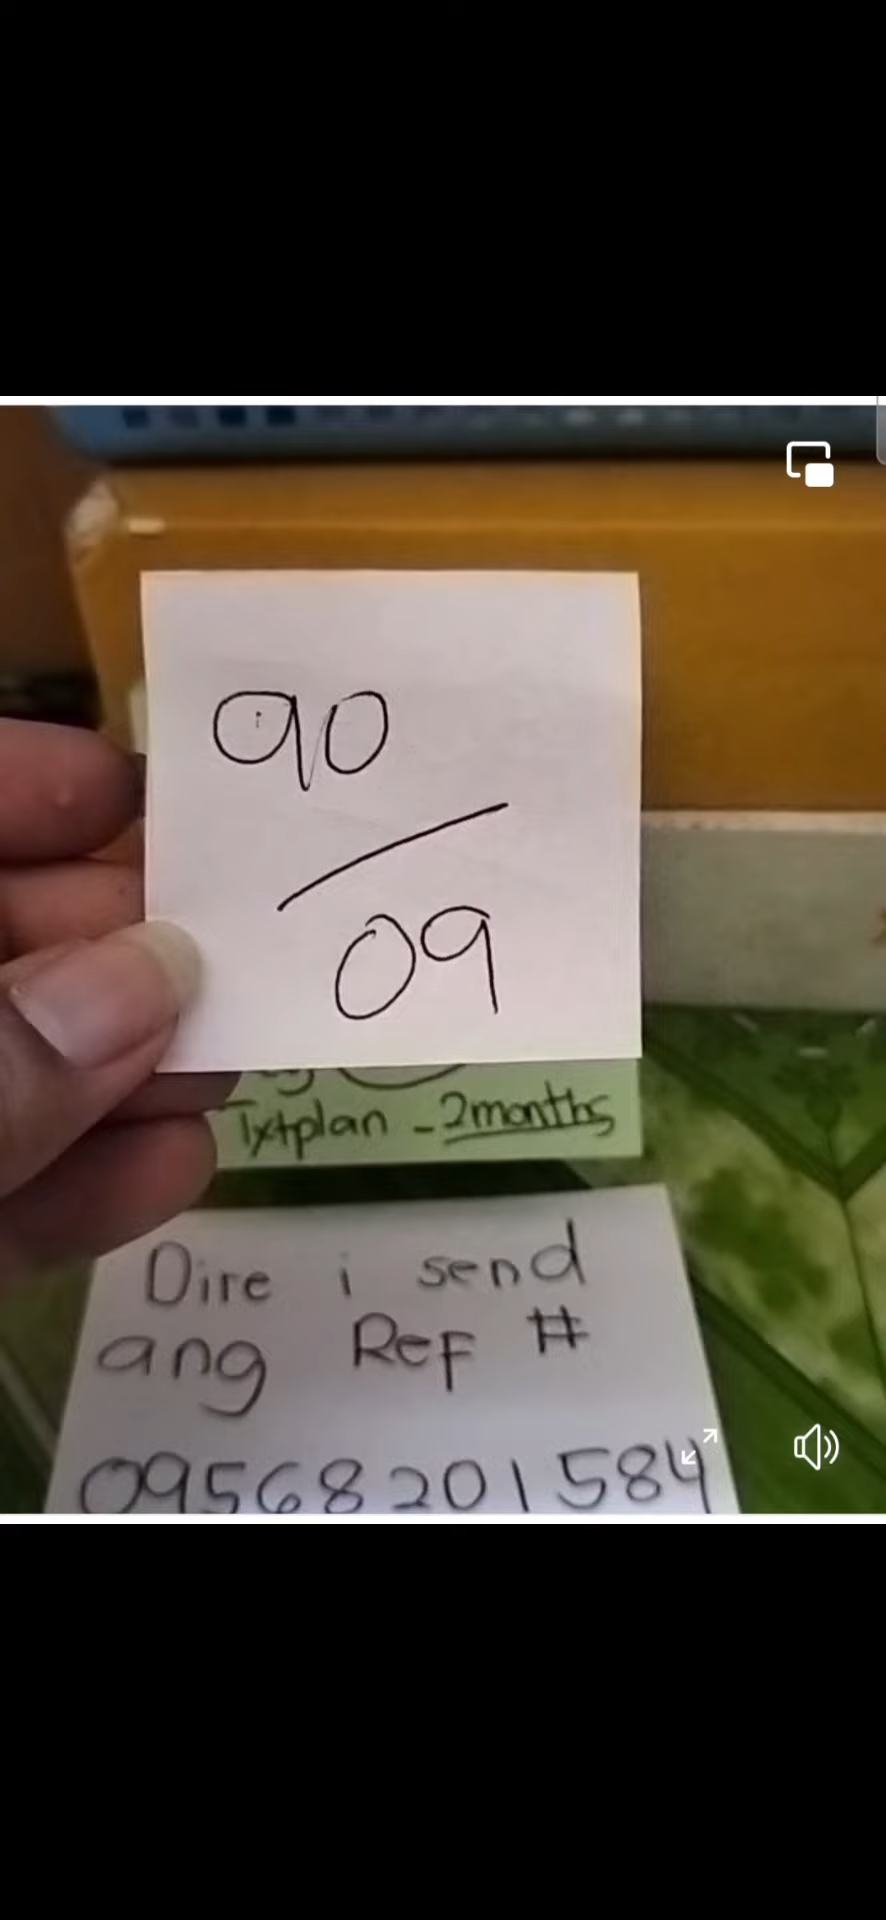 90
/
09
Txtplan - 2months
Dire i send
ang Ref #
09568201584